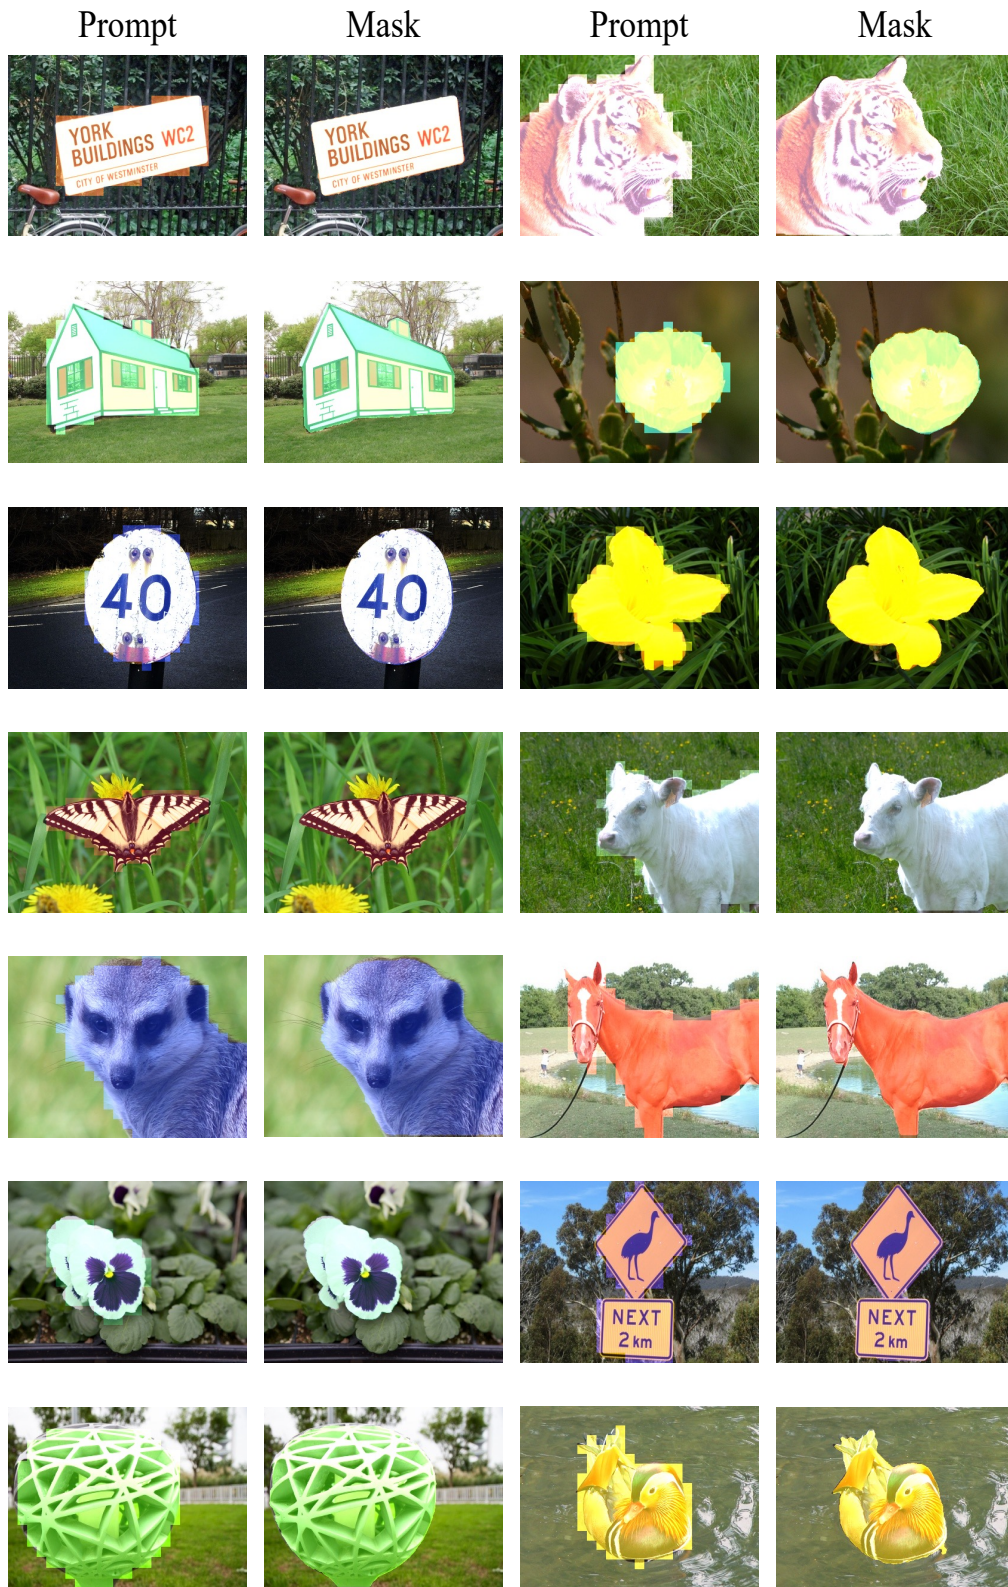 Prompt Mask Prompt Mask
YORK
BUILDINGS WC2
CITY OF WESTMINSTER
YORK
BUILDINGS WC2
CITY OF WESTMINSTER
40
40
NEXT
2 km
NEXT
2 km